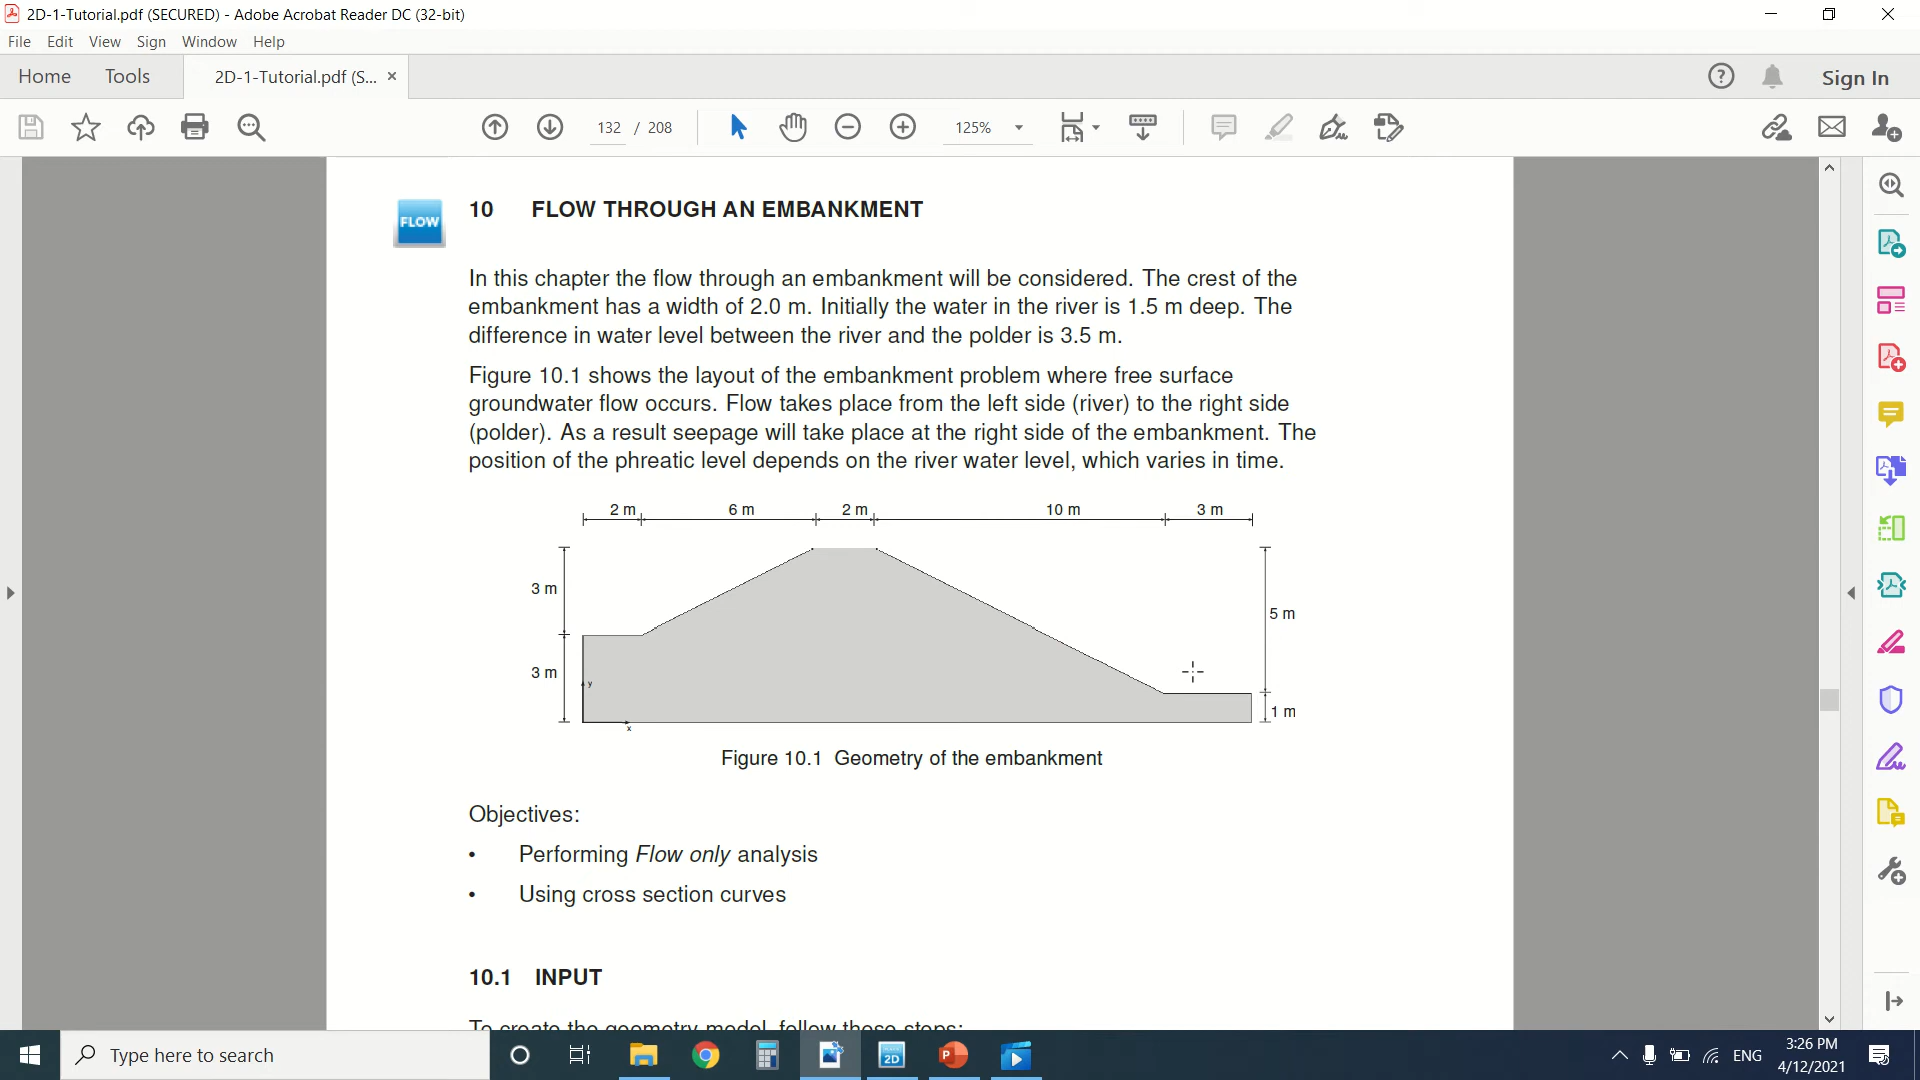 2D-1-Tutorial.pdf (SECURED) - Adobe Acrobat Reader DC (32-bit)
File Edit View Sign Window Help
Home Tools 2D-1-Tutorial.pdf (S... × Sign In
132 / 208 125%
FLOW
10 FLOW THROUGH AN EMBANKMENT
In this chapter the flow through an embankment will be considered. The crest of the
embankment has a width of 2.0 m. Initially the water in the river is 1.5 m deep. The
difference in water level between the river and the polder is 3.5 m.
Figure 10.1 shows the layout of the embankment problem where free surface
groundwater flow occurs. Flow takes place from the left side (river) to the right side
(polder). As a result seepage will take place at the right side of the embankment. The
position of the phreatic level depends on the river water level, which varies in time.
2 m 6 m 2 m 10 m 3 m
3 m
5 m
3 m
y
1 m
x
Figure 10.1 Geometry of the embankment
Objectives:
• Performing Flow only analysis
• Using cross section curves
10.1 INPUT
To create the geometry model, follow these steps:
Type here to search
2D
P
ENG
3:26 PM
4/12/2021